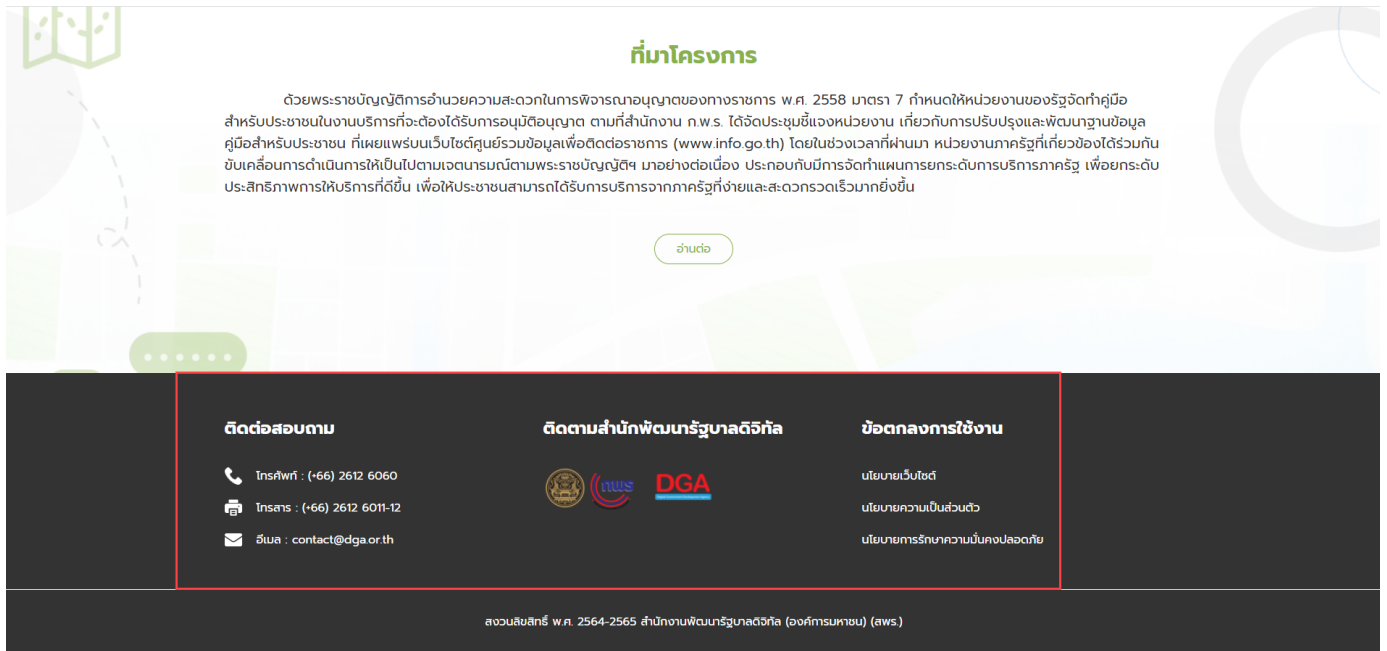 ที่มาโครงการ
ด้วยพระราชบัญญัติการอำนวยความสะดวกในการพิจารณาอนุญาตของทางราชการ พ.ศ. 2558 มาตรา 7 กำหนดให้หน่วยงานของรัฐจัดทำคู่มือ
สำหรับประชาชนในงานบริการที่จะต้องได้รับการอนุมัติอนุญาต ตามที่สำนักงาน ก.พ.ร. ได้จัดประชุมชี้แจงหน่วยงาน เกี่ยวกับการปรับปรุงและพัฒนาฐานข้อมูล
คู่มือสำหรับประชาชน ที่เผยแพร่บนเว็บไซต์ศูนย์รวมข้อมูลเพื่อติดต่อราชการ (www.info.go.th) โดยในช่วงเวลาที่ผ่านมา หน่วยงานภาครัฐที่เกี่ยวข้องได้ร่วมกัน
ขับเคลื่อนการดำเนินการให้เป็นไปตามเจตนารมณ์ตามพระราชบัญญัติฯ มาอย่างต่อเนื่อง ประกอบกับมีการจัดทำแผนการยกระดับการบริการภาครัฐ เพื่อยกระดับ
ประสิทธิภาพการให้บริการที่ดีขึ้น เพื่อให้ประชาชนสามารถได้รับการบริการจากภาครัฐที่ง่ายและสะดวกรวดเร็วมากยิ่งขึ้น
อ่านต่อ
ติดต่อสอบถาม
โทรศัพท์ : (+66) 2612 6060
โทรสาร : (+66) 2612 6011-12
อีเมล : contact@dga.or.th
ติดตามสำนักพัฒนารัฐบาลดิจิทัล
กพร DGA
ข้อตกลงการใช้งาน
นโยบายเว็บไซต์
นโยบายความเป็นส่วนตัว
นโยบายการรักษาความมั่นคงปลอดภัย
สงวนลิขสิทธิ์ พ.ศ. 2564-2565 สำนักงานพัฒนารัฐบาลดิจิทัล (องค์การมหาชน) (สพร.)